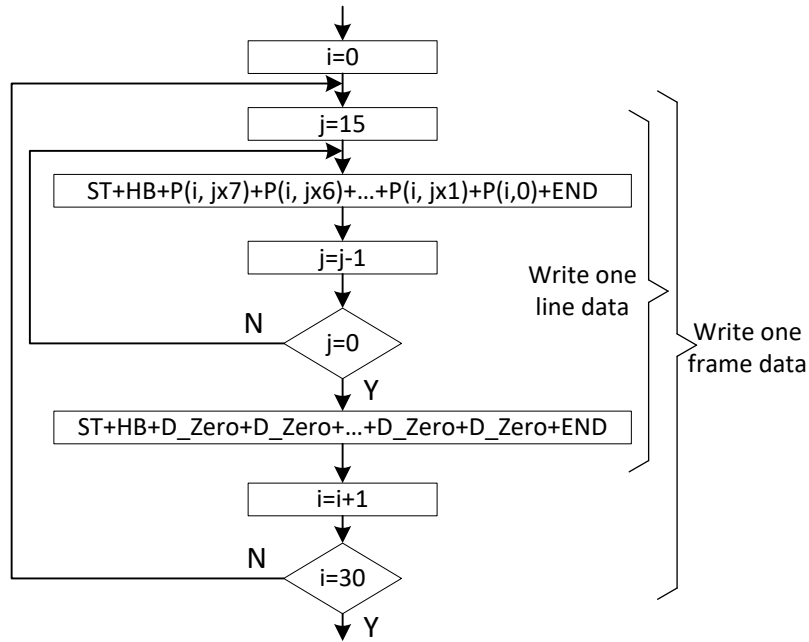 i=0
j=15
ST+HB+P(i, jx7)+P(i, jx6)+...+P(i, jx1)+P(i,0)+END
j=j-1
Write one
line data
N
j=0
Write one
frame data
Y
ST+HB+D_Zero+D_Zero+...+D_Zero+D_Zero+END
i=i+1
N
i=30
Y